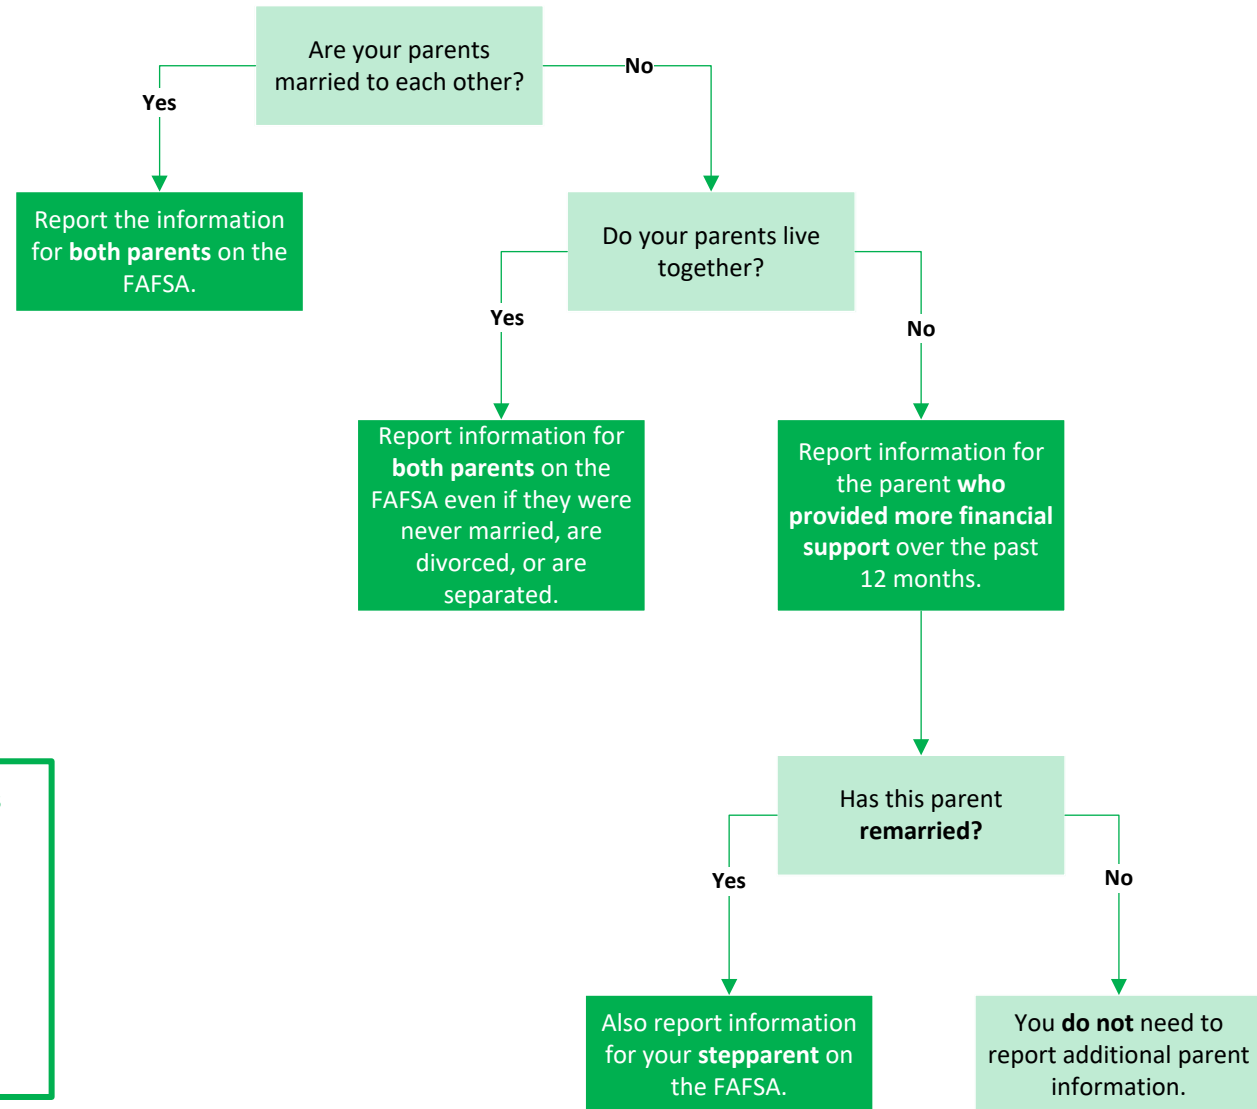 Are your parents
married to each other?
No
Yes
Report the information
for both parents on the
FAFSA.
Do your parents live
together?
Yes
No
Report information for
both parents on the
FAFSA even if they were
never married, are
divorced, or are
separated.
Report information for
the parent who
provided more financial
support over the past
12 months.
Has this parent
remarried?
Yes
No
Also report information
for your stepparent on
the FAFSA.
You do not need to
report additional parent
information.